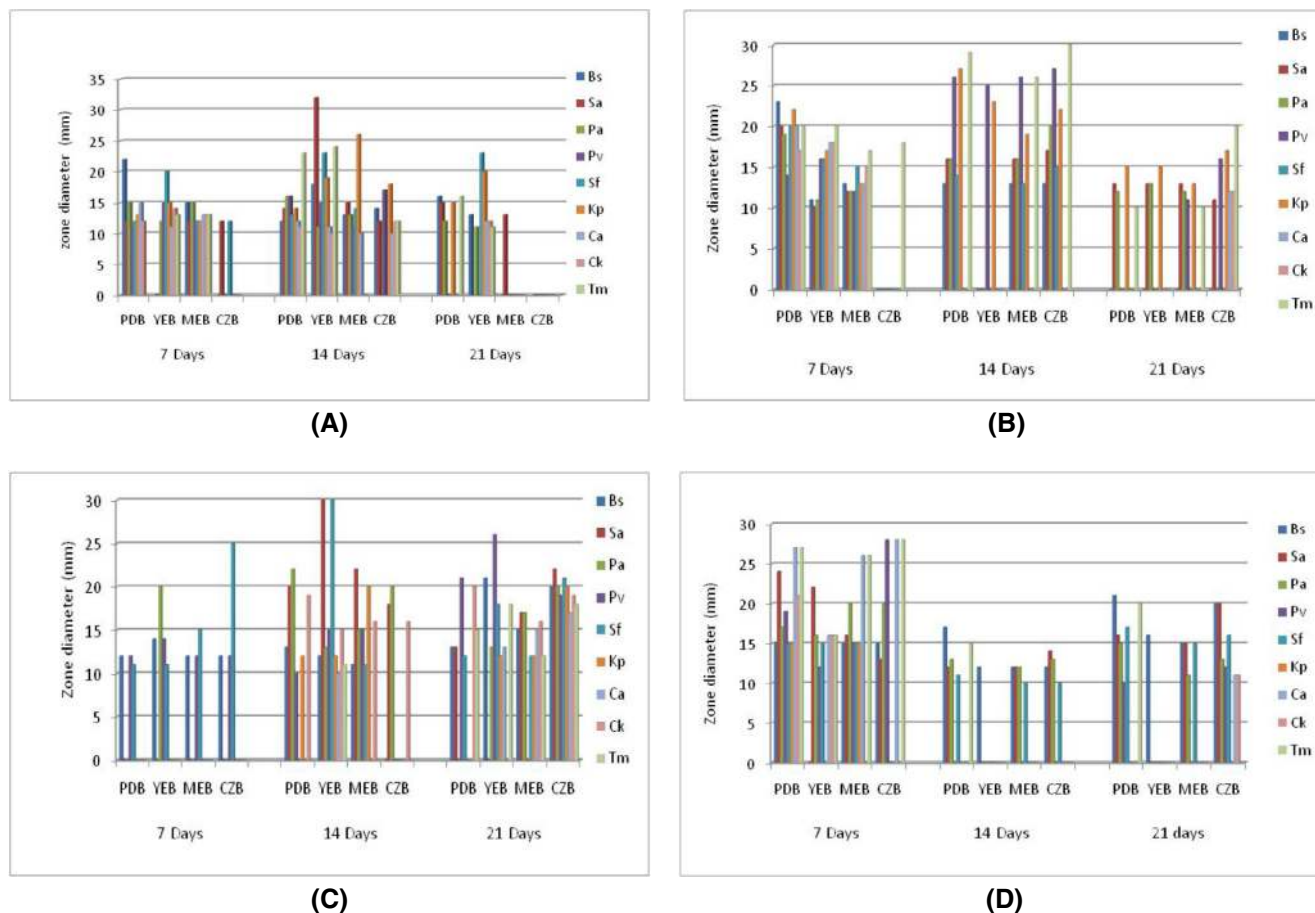 35
30
25
20
15
10
5
0
zone diameter (mm)
PDB YEB MEB CZB PDB YEB MEB CZB PDB YEB MEB CZB
7 Days 14 Days 21 Days
Bs
Sa
Pa
Pv
Sf
Kp
Ca
Ck
Tm
(A)
30
25
20
15
10
5
0
Zone diameter (mm)
PDB YEB MEB CZB PDB YEB MEB CZB PDB YEB MEB CZB
7 Days 14 Days 21 Days
Bs
Sa
Pa
Pv
Sf
Kp
Ca
Ck
Tm
(B)
30
25
20
15
10
5
0
Zone diameter (mm)
PDB YEB MEB CZB PDB YEB MEB CZB PDB YEB MEB CZB
7 Days 14 Days 21 Days
Bs
Sa
Pa
Pv
Sf
Kp
Ca
Ck
Tm
(C)
30
25
20
15
10
5
0
Zone diameter (mm)
PDB YEB MEB CZB PDB YEB MEB CZB PDB YEB MEB CZB
7 Days 14 Days 21 days
Bs
Sa
Pa
Pv
Sf
Kp
Ca
Ck
Tm
(D)